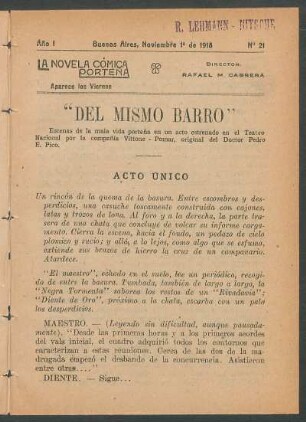 R. LEHMANN - NITSCHE
Año I Buenos Aires, Noviembre 1º de 1918 Nº 21
LA NOVELA CÓMICA
PORTEÑA
Aparece los Viernes
DIRECTOR:
RAFAEL M. CABRERA
"DEL MISMO BARRO"
Escenas de la mala vida porteña en un acto estrenado en el Teatro
Nacional por la compañía Vittone - Pomar, original del Doctor Pedro
E. Pico.
ACTO UNICO
Un rincón de la quema de la basura. Entre escombros y des-
perdicios, una casucha toscamente construída con cajones,
latas y trozos de lona. Al foro y a la derecha, la parte trase-
ra de una chata que concluye de volcar su informe carga-
mento. Cierra la escena, hacia el fondo, un pedazo de cielo
plomizo y vacío; y allá, a lo lejos, como algo que se esfuma,
extiende sus brazos de hierro la cruz de un campanario.
Atardece.
"El maestro", echado en el suelo, lee un periódico, recogi-
do de entre la basura. Tumbada, también de largo a largo, la
"Negra Tormenta" saborea los restos de un "Rivadavia"; el
"Diente de Oro", próximo a la chata, escarba con un palo
los desperdicios.
MAESTRO. — (Leyendo sin dificultad, aunque pausada-
mente), "Desde las primeras horas y a los primeros acordes
del vals inicial, el cuadro adquirió todos los contornos que
caracterizan a estas reuniones. Cerca de las dos de la ma-
drugada empezó el desbande de la concurrencia. Asistieron
entre otras...."
DIENTE. — Sigue...